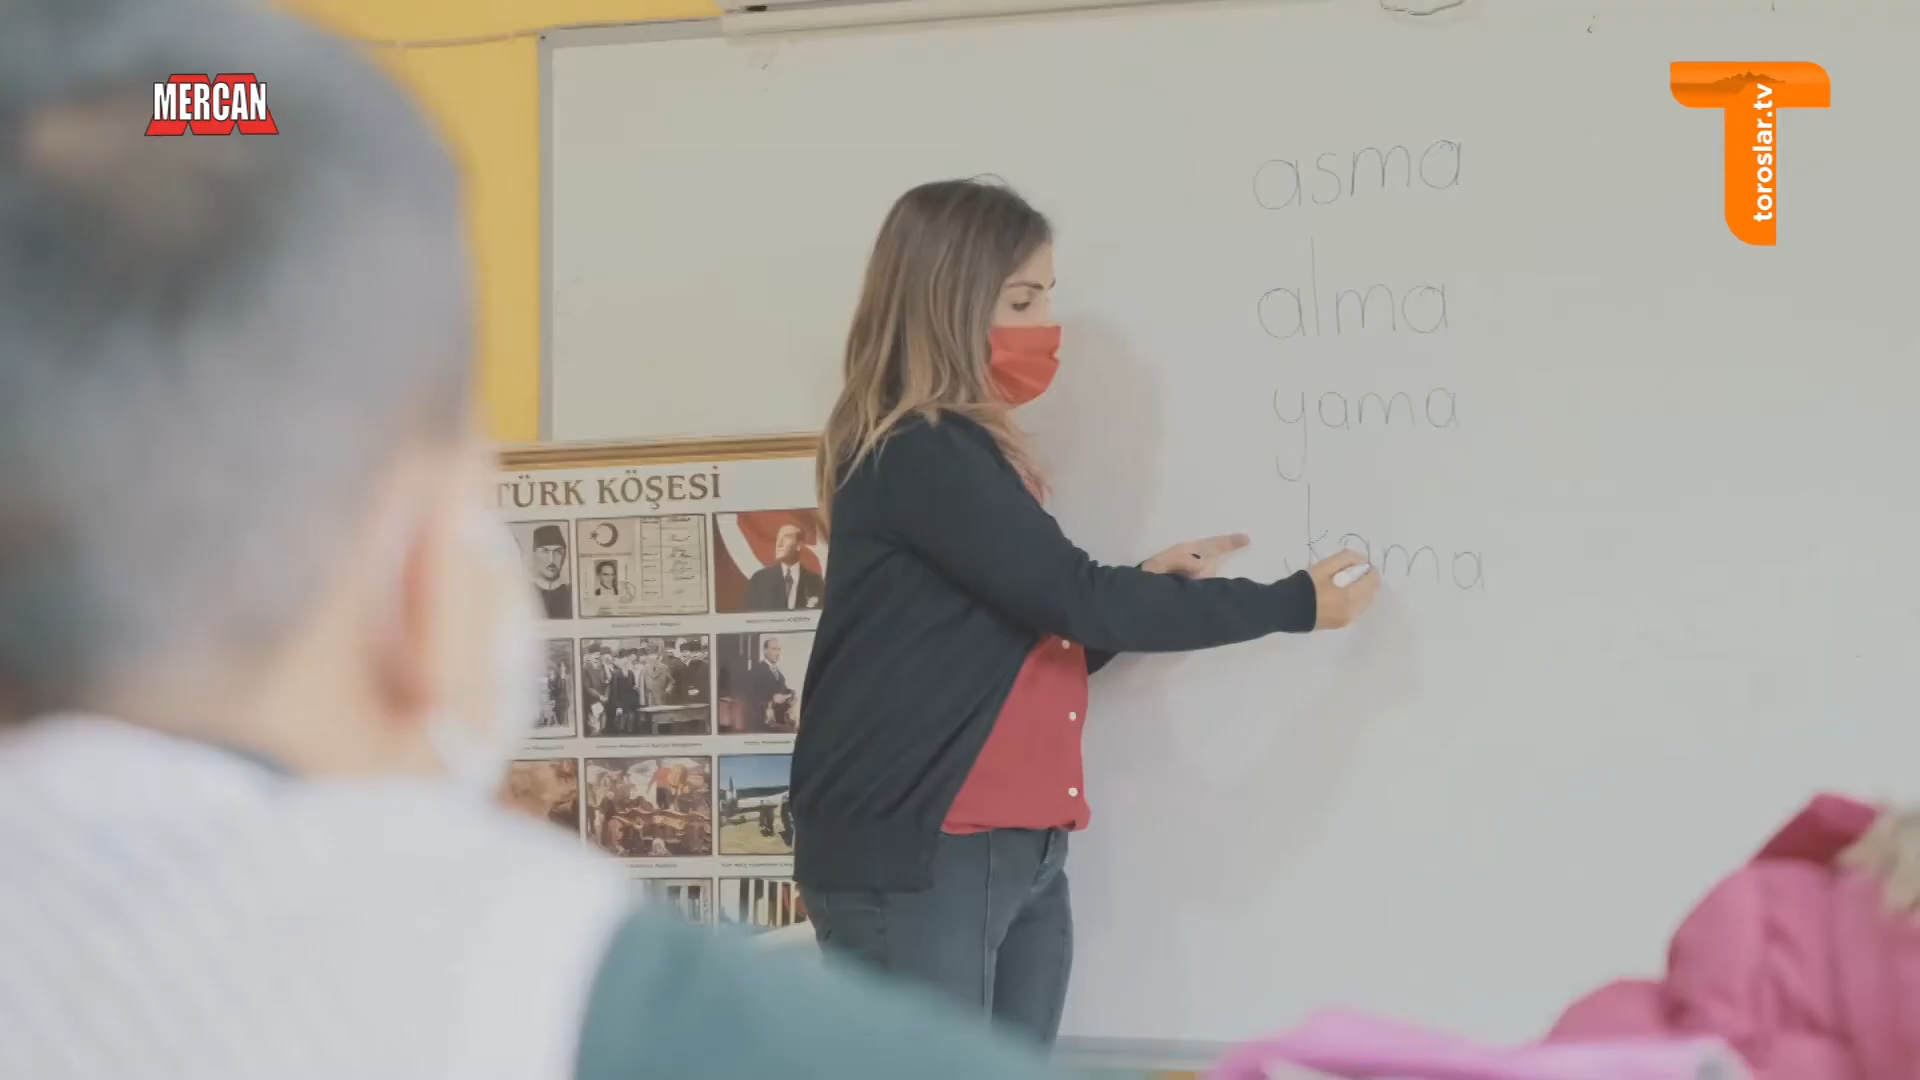 MERCAN
toroslar.tv
asma
alma
yama
kama
TÜRK KÖŞESİ